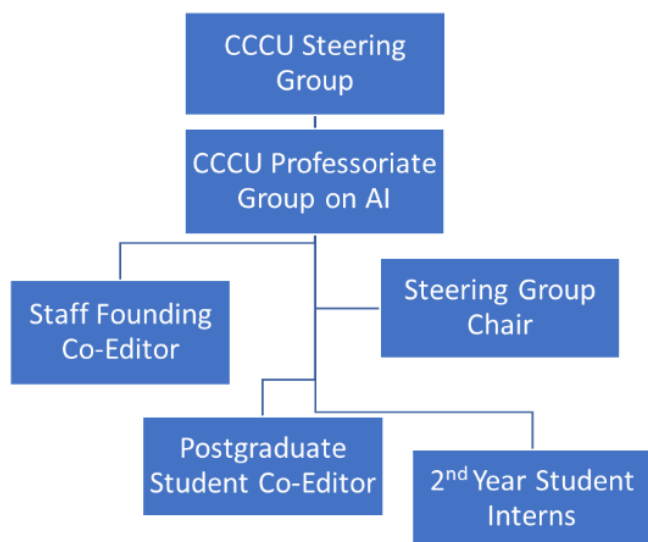 CCCU Steering
Group
CCCU Professoriate
Group on AI
Staff Founding
Co-Editor
Steering Group
Chair
Postgraduate
Student Co-Editor
2nd Year Student
Interns